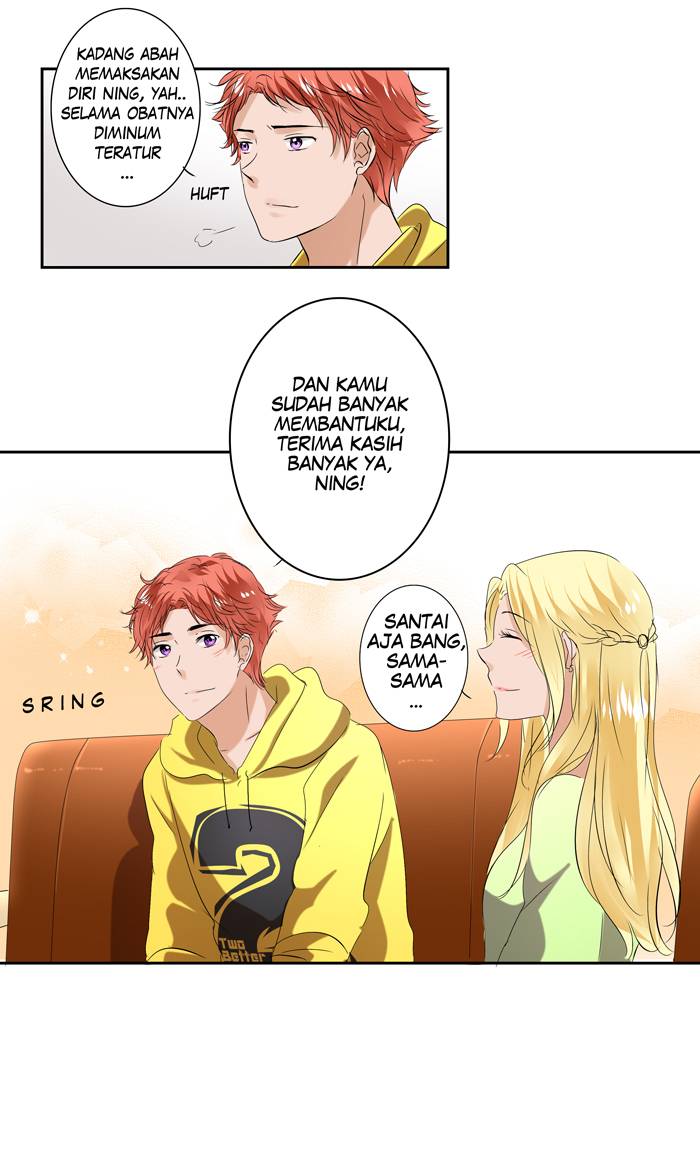 KADANG ABAH
MEMAKSAKAN
DIRI NING, YAH..
SELAMA OBATNYA
DIMINUM
TERATUR
...
HUFT
DAN KAMU
SUDAH BANYAK
MEMBANTUKU,
TERIMA KASIH
BANYAK YA,
NING!
SANTAI
AJA BANG,
SAMA-
SAMA
...
SRING
2
Two
Better